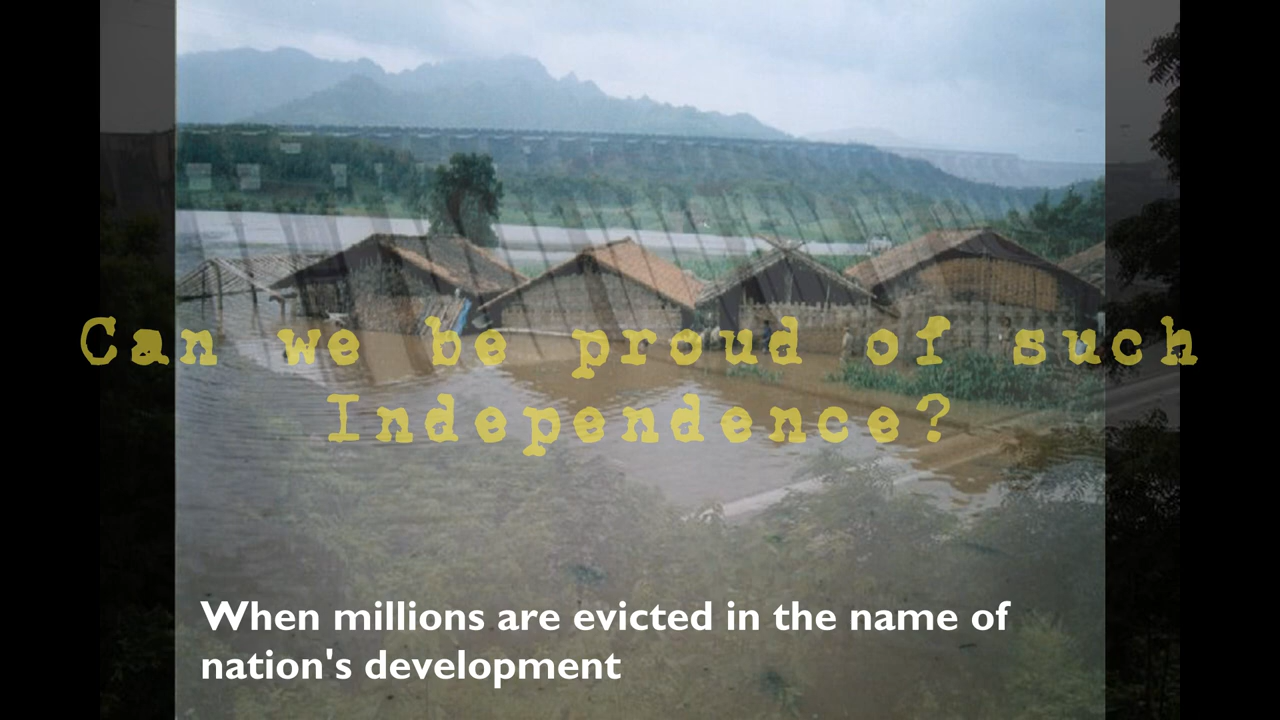 Can we be proud of such
Independence?
When millions are evicted in the name of
nation's development